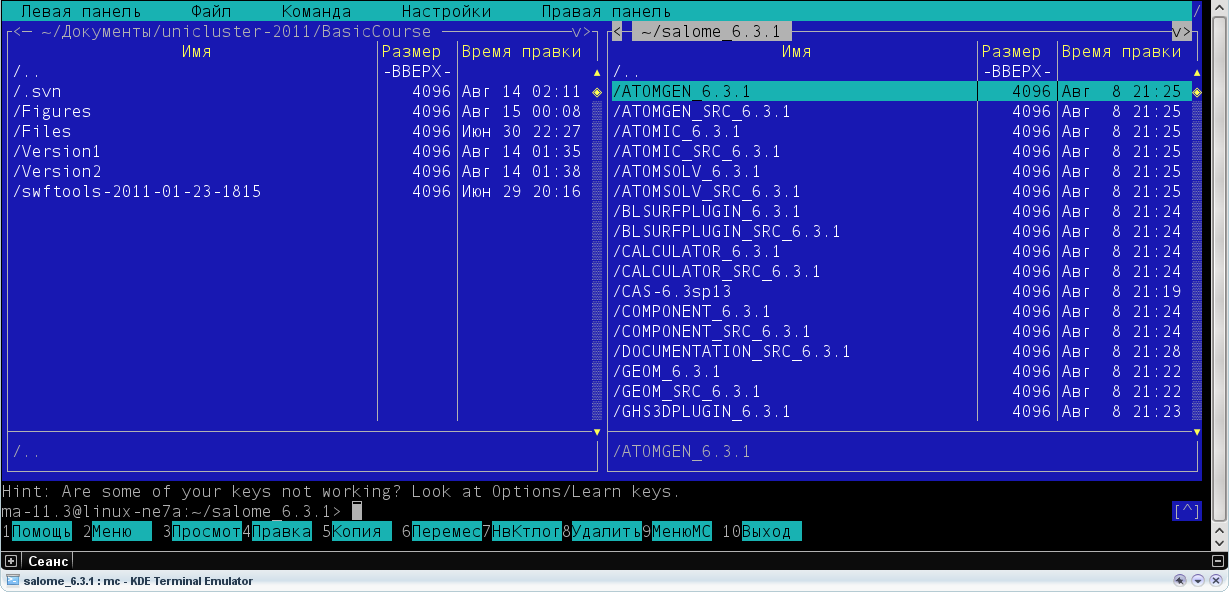 Левая панель Файл Команда Настройки Правая панель
<─ ~/Документы/unicluster-2011/BasicCourse v>
Имя Размер Время правки
/.. -ВВЕРХ-
/.svn 4096 Авг 14 02:11
/Figures 4096 Авг 15 00:08
/Files 4096 Июн 30 22:27
/Version1 4096 Авг 14 01:35
/Version2 4096 Авг 14 01:38
/swftools-2011-01-23-1815 4096 Июн 29 20:16
/..
< ~/salome_6.3.1 v>
Имя Размер Время правки
/.. -ВВЕРХ-
/ATOMGEN_6.3.1 4096 Авг 8 21:25
/ATOMGEN_SRC_6.3.1 4096 Авг 8 21:25
/ATOMIC_6.3.1 4096 Авг 8 21:25
/ATOMIC_SRC_6.3.1 4096 Авг 8 21:25
/ATOMSOLV_6.3.1 4096 Авг 8 21:25
/ATOMSOLV_SRC_6.3.1 4096 Авг 8 21:25
/BLSURFPLUGIN_6.3.1 4096 Авг 8 21:24
/BLSURFPLUGIN_SRC_6.3.1 4096 Авг 8 21:24
/CALCULATOR_6.3.1 4096 Авг 8 21:24
/CALCULATOR_SRC_6.3.1 4096 Авг 8 21:24
/CAS-6.3sp13 4096 Авг 8 21:19
/COMPONENT_6.3.1 4096 Авг 8 21:24
/COMPONENT_SRC_6.3.1 4096 Авг 8 21:24
/DOCUMENTATION_SRC_6.3.1 4096 Авг 8 21:28
/GEOM_6.3.1 4096 Авг 8 21:22
/GEOM_SRC_6.3.1 4096 Авг 8 21:22
/GHS3DPLUGIN_6.3.1 4096 Авг 8 21:23
/ATOMGEN_6.3.1
Hint: Are some of your keys not working? Look at Options/Learn keys.
ma-11.3@linux-ne7a:~/salome_6.3.1> [^]
1Помощь 2Меню 3Просмот4Правка 5Копия 6Перемес7НвКтлог8Удалить9МенюМС 10Выход
Сеанс
salome_6.3.1 : mc - KDE Terminal Emulator